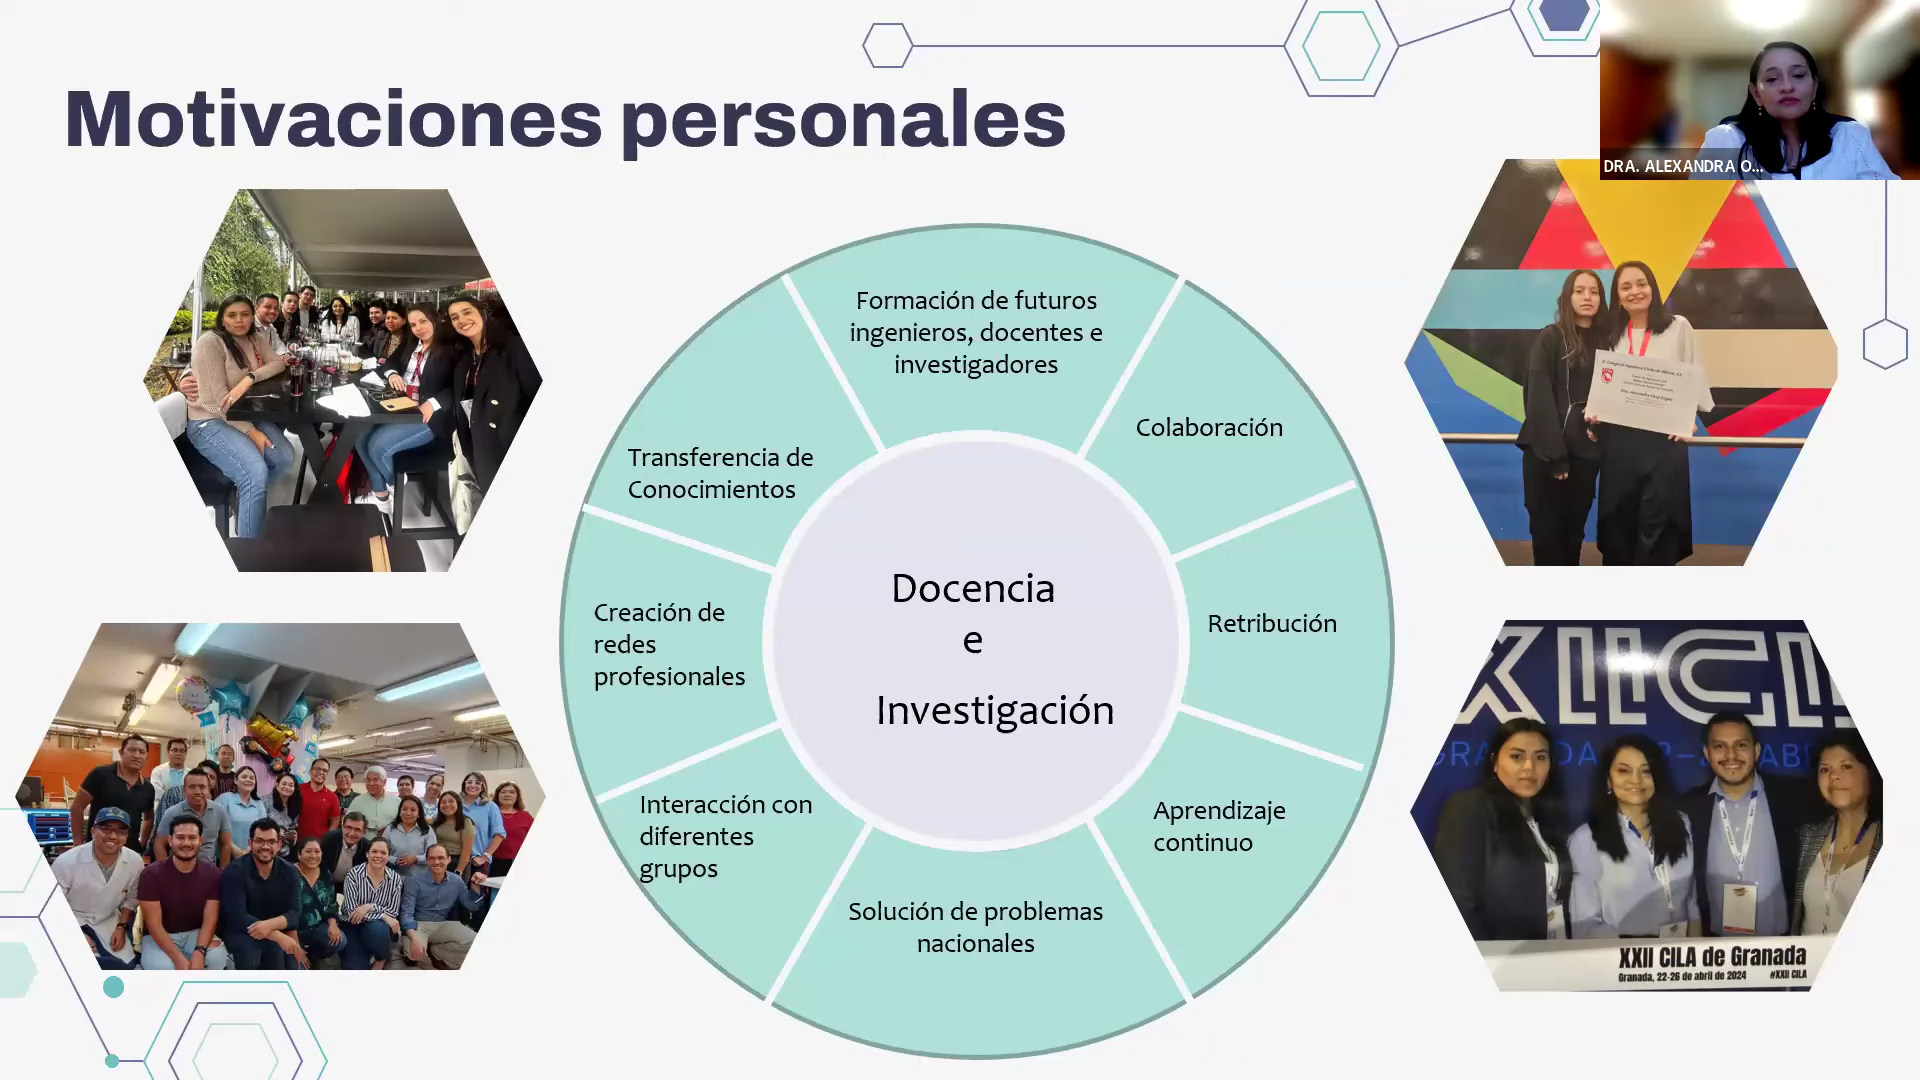 Motivaciones personales
DRA. ALEXANDRA O...
Formación de futuros
ingenieros, docentes e
investigadores
Colaboración
Retribución
Aprendizaje
continuo
Solución de problemas
nacionales
Interacción con
diferentes
grupos
Creación de
redes
profesionales
Transferencia de
Conocimientos
Docencia
e
Investigación
XXII CILA de Granada
Granada, 22-26 de abril de 2024 #XXII CILA